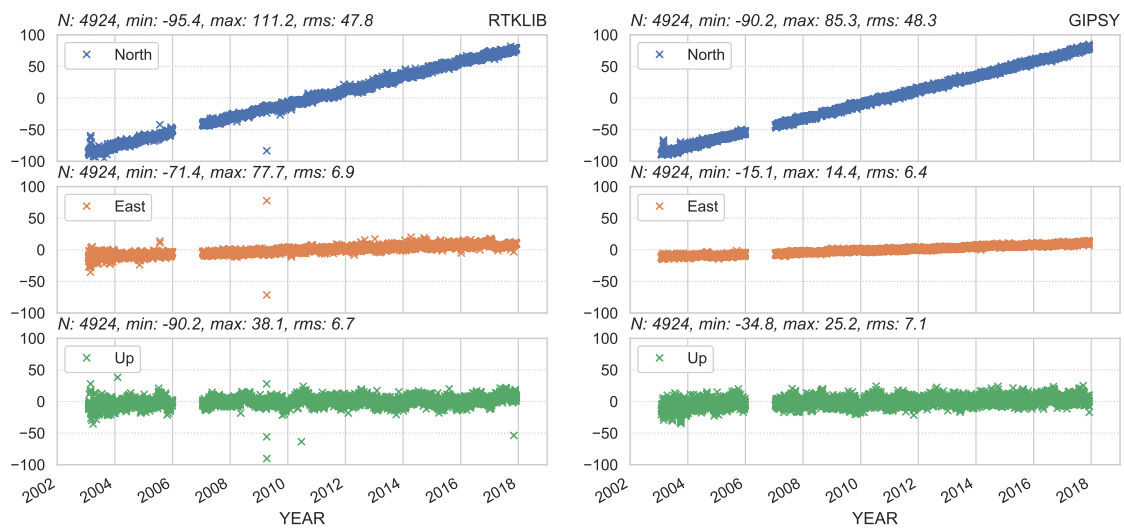 N: 4924, min: -95.4, max: 111.2, rms: 47.8 RTKLIB
100
50
0
−50
−100
North
N: 4924, min: -71.4, max: 77.7, rms: 6.9
100
50
0
−50
−100
East
N: 4924, min: -90.2, max: 38.1, rms: 6.7
100
50
0
−50
−100
Up
2002 2004 2006 2008 2010 2012 2014 2016 2018
YEAR
N: 4924, min: -90.2, max: 85.3, rms: 48.3 GIPSY
100
50
0
−50
−100
North
N: 4924, min: -15.1, max: 14.4, rms: 6.4
100
50
0
−50
−100
East
N: 4924, min: -34.8, max: 25.2, rms: 7.1
100
50
0
−50
−100
Up
2002 2004 2006 2008 2010 2012 2014 2016 2018
YEAR